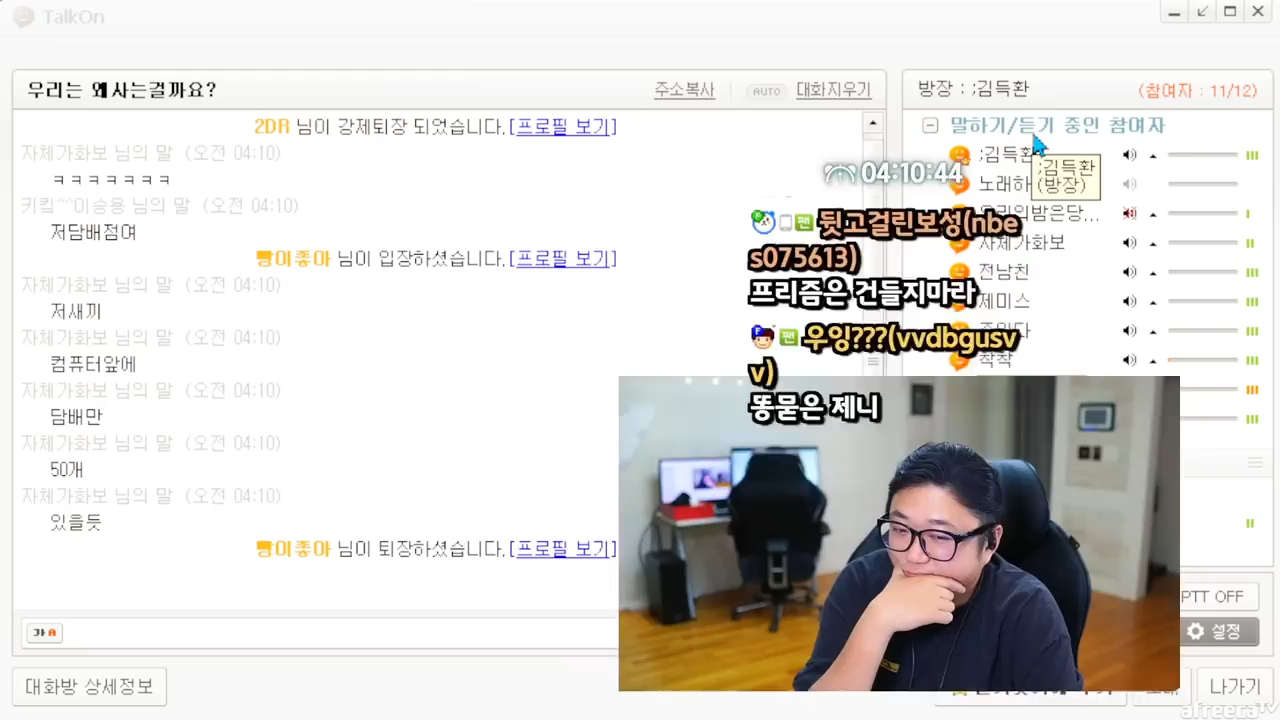 TalkOn
우리는 왜사는걸까요?
주소복사
AUTO
대화지우기
2DR 님이 강제퇴장 되었습니다.[프로필 보기]
자체가화보 님의 말 (오전 04:10)
ㅋㅋㅋㅋㅋㅋㅋ
키킼^^이승용 님의 말 (오전 04:10)
저담배점여
빵이좋아 님이 입장하셨습니다.[프로필 보기]
자체가화보 님의 말 (오전 04:10)
저새끼
자체가화보 님의 말 (오전 04:10)
컴퓨터앞에
자체가화보 님의 말 (오전 04:10)
담배만
자체가화보 님의 말 (오전 04:10)
50개
자체가화보 님의 말 (오전 04:10)
있을듯
빵이좋아 님이 퇴장하셨습니다.[프로필 보기]
가A
대화방 상세정보
방장 : ;김득환
(참여자 : 11/12)
말하기/듣기 중인 참여자
;김득환
;김득환
(방장)
노래하
자체가화보
전남친
제미스
착착
04:10:44
팬 뒷고걸린보성(nbe
s075613)
프리즘은 건들지마라
팬 우잉???(vvdbgusv
v)
똥묻은 제니
PTT OFF
설정
나가기
afreecaTV